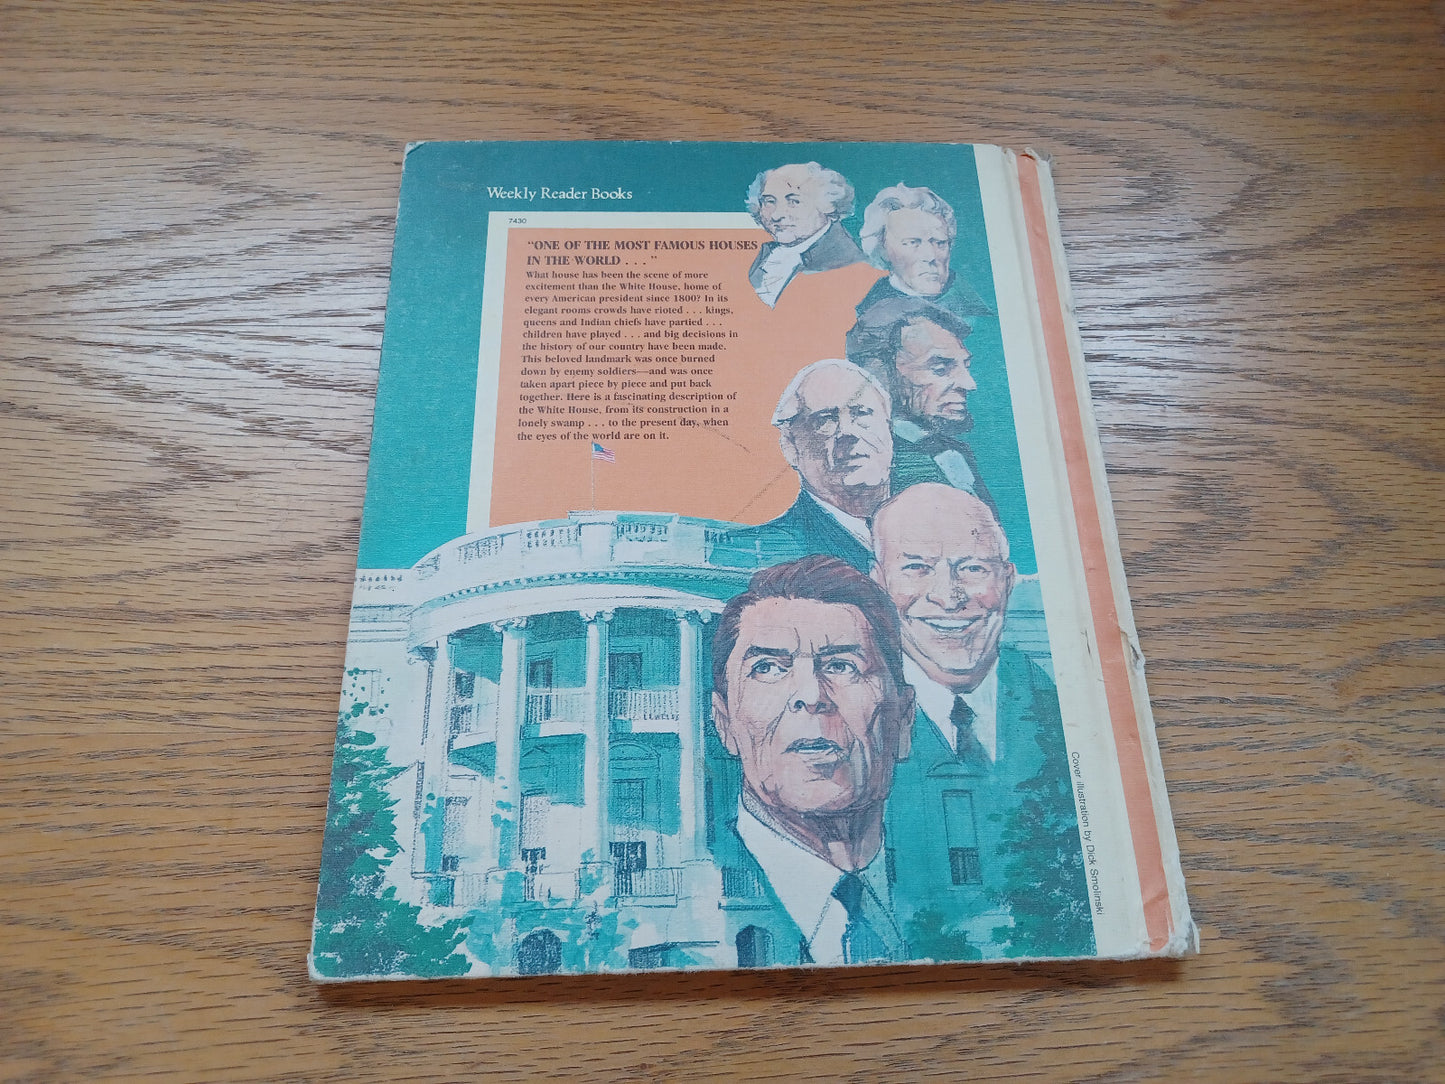 Weekly Reader Books
7430
"ONE OF THE MOST FAMOUS HOUSES
IN THE WORLD . . . "
What house has been the scene of more
excitement than the White House, home of
every American president since 1800? In its
elegant rooms crowds have rioted . . . kings,
queens and Indian chiefs have partied . . .
children have played . . . and big decisions in
the history of our country have been made.
This beloved landmark was once burned
down by enemy soldiers—and was once
taken apart piece by piece and put back
together. Here is a fascinating description of
the White House, from its construction in a
lonely swamp . . . to the present day, when
the eyes of the world are on it.
Cover illustration by Dick Smolinski